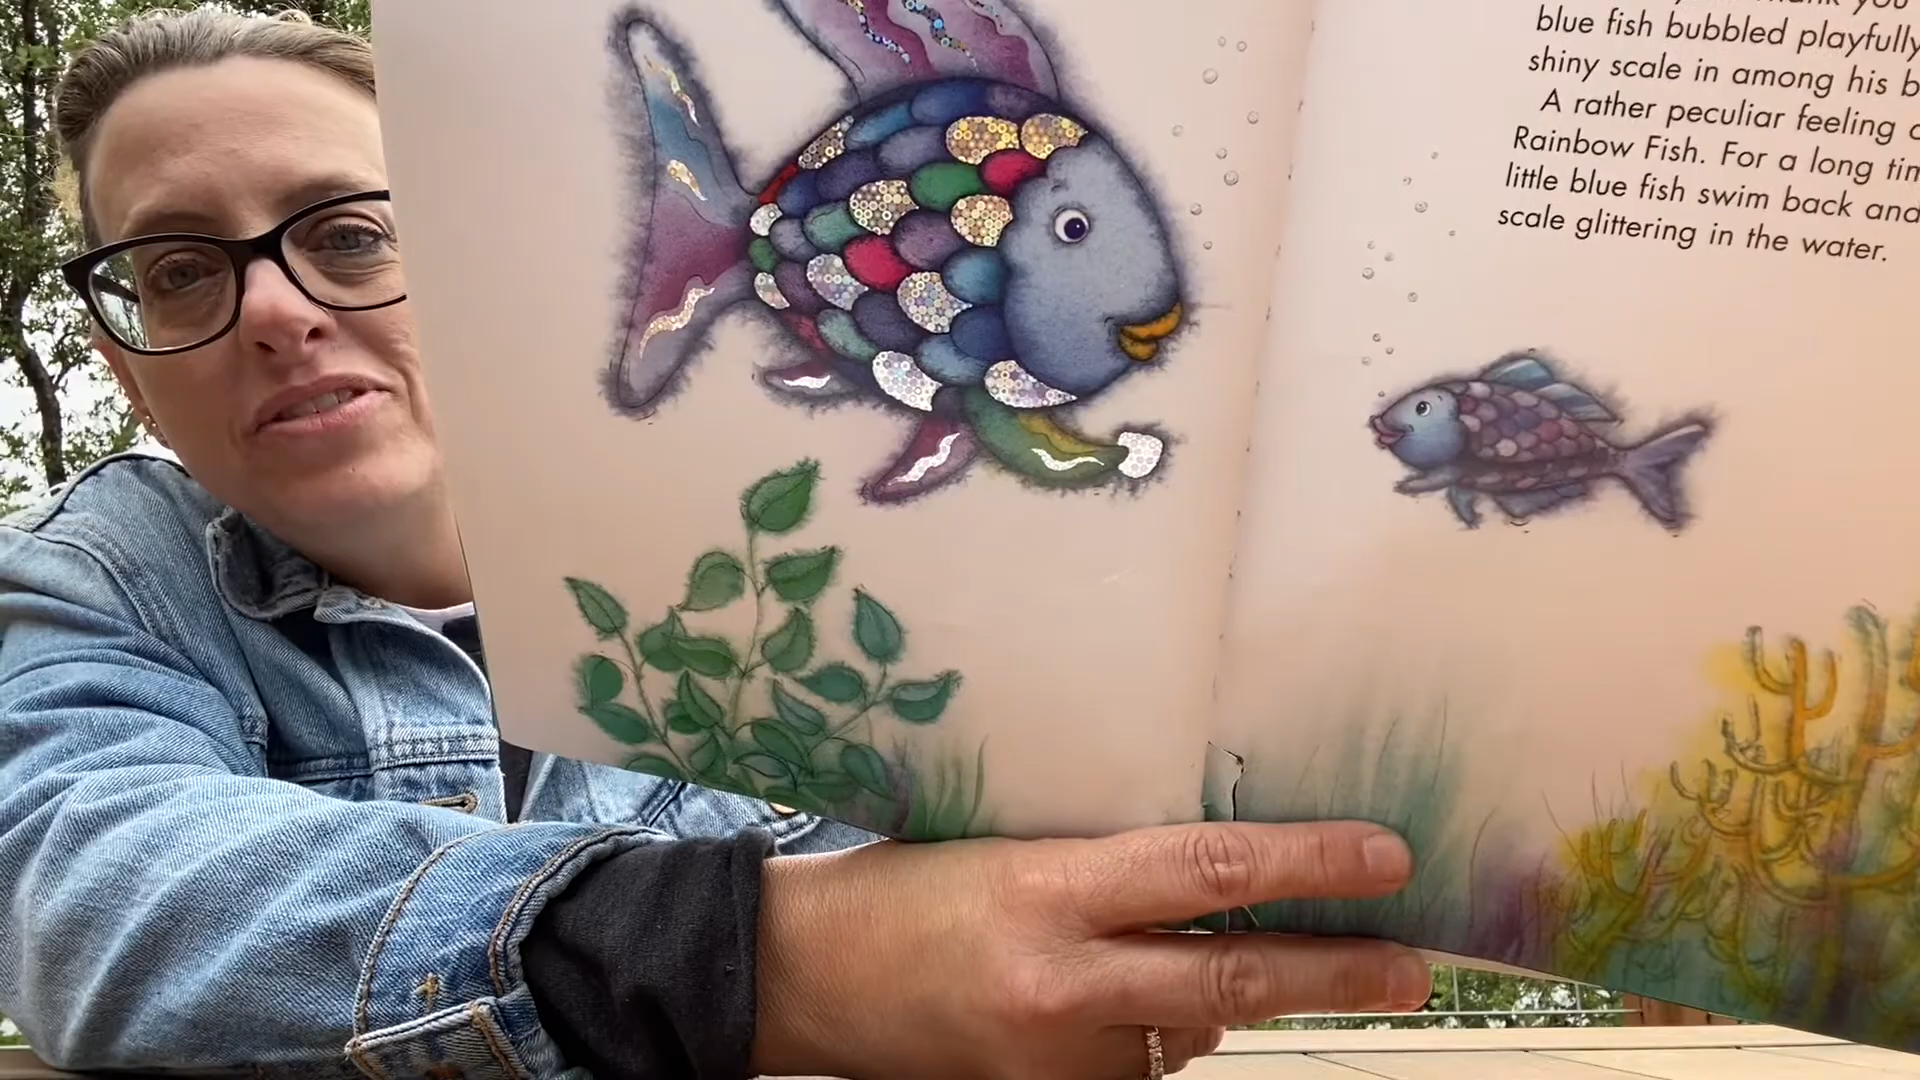 you
blue fish bubbled playfully
shiny scale in among his
A rather peculiar feeling
Rainbow Fish. For a long
little blue fish swim back and
scale glittering in the water.